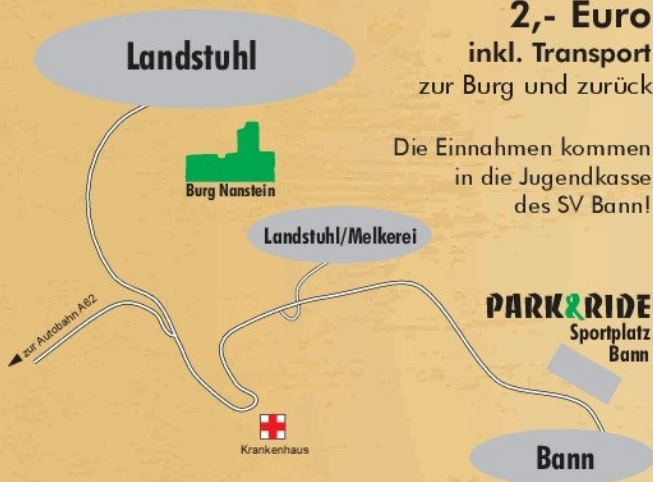 2,- Euro
inkl. Transport
zur Burg und zurück
Die Einnahmen kommen
in die Jugendkasse
des SV Bann!
Landstuhl
Burg Nanstein
Landstuhl/Melkerei
zur Autobahn A62
PARK&RIDE
Sportplatz
Bann
Krankenhaus
Bann